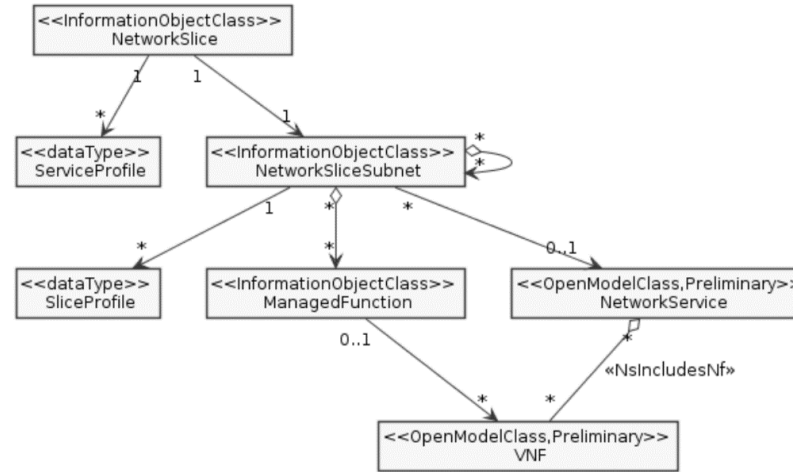 <<InformationObjectClass>>
NetworkSlice
1
1
*
1
<<dataType>>
ServiceProfile
<<InformationObjectClass>>
NetworkSliceSubnet
*
*
1
*
*
*
*
0..1
<<dataType>>
SliceProfile
<<InformationObjectClass>>
ManagedFunction
<<OpenModelClass,Preliminary>>
NetworkService
0..1
*
«NsIncludesNf»
*
*
<<OpenModelClass,Preliminary>>
VNF